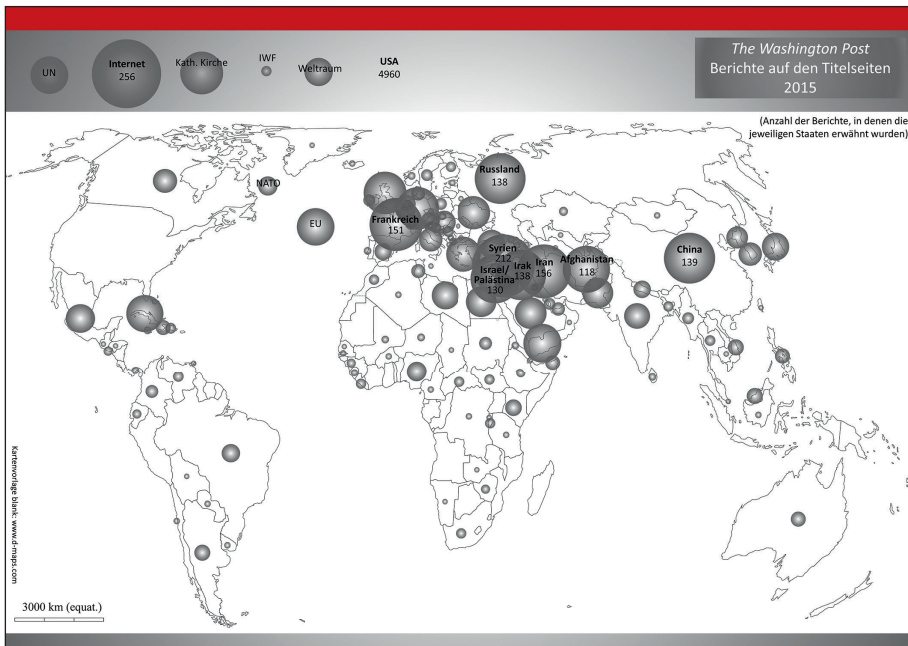 UN
Internet
256
Kath. Kirche
IWF
Weltraum
USA
4960
The Washington Post
Berichte auf den Titelseiten
2015
(Anzahl der Berichte, in denen die
jeweiligen Staaten erwähnt wurden)
NATO
EU
Russland
138
Frankreich
151
Syrien
212
Israel/
Palästina
130
Irak
138
Iran
156
Afghanistan
118
China
139
Kartenvorlage blank: www.d-maps.com
3000 km (equat.)